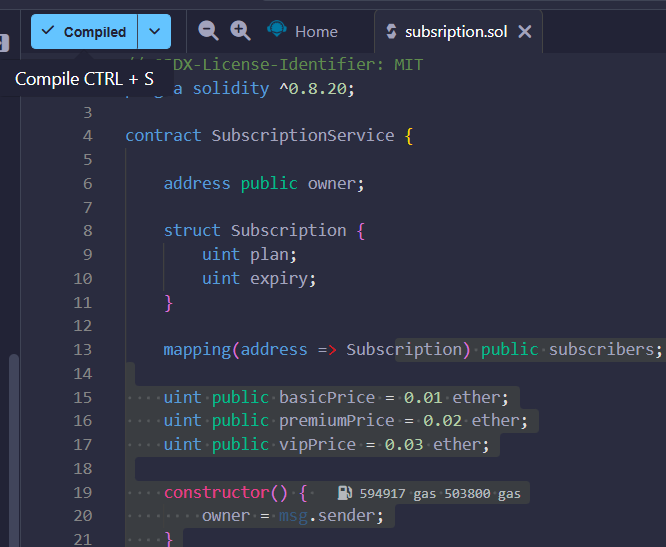 Compiled
Home
subsription.sol
DX-License-Identifier: MIT
Compile CTRL + S
a solidity ^0.8.20;
3
4 contract SubscriptionService {
5
6 address public owner;
7
8 struct Subscription {
9 uint plan;
10 uint expiry;
11 }
12
13 mapping(address => Subscription) public subscribers;
14
15 uint public basicPrice = 0.01 ether;
16 uint public premiumPrice = 0.02 ether;
17 uint public vipPrice = 0.03 ether;
18
19 constructor() { 594917 gas 503800 gas
20 owner = msg.sender;
21 }